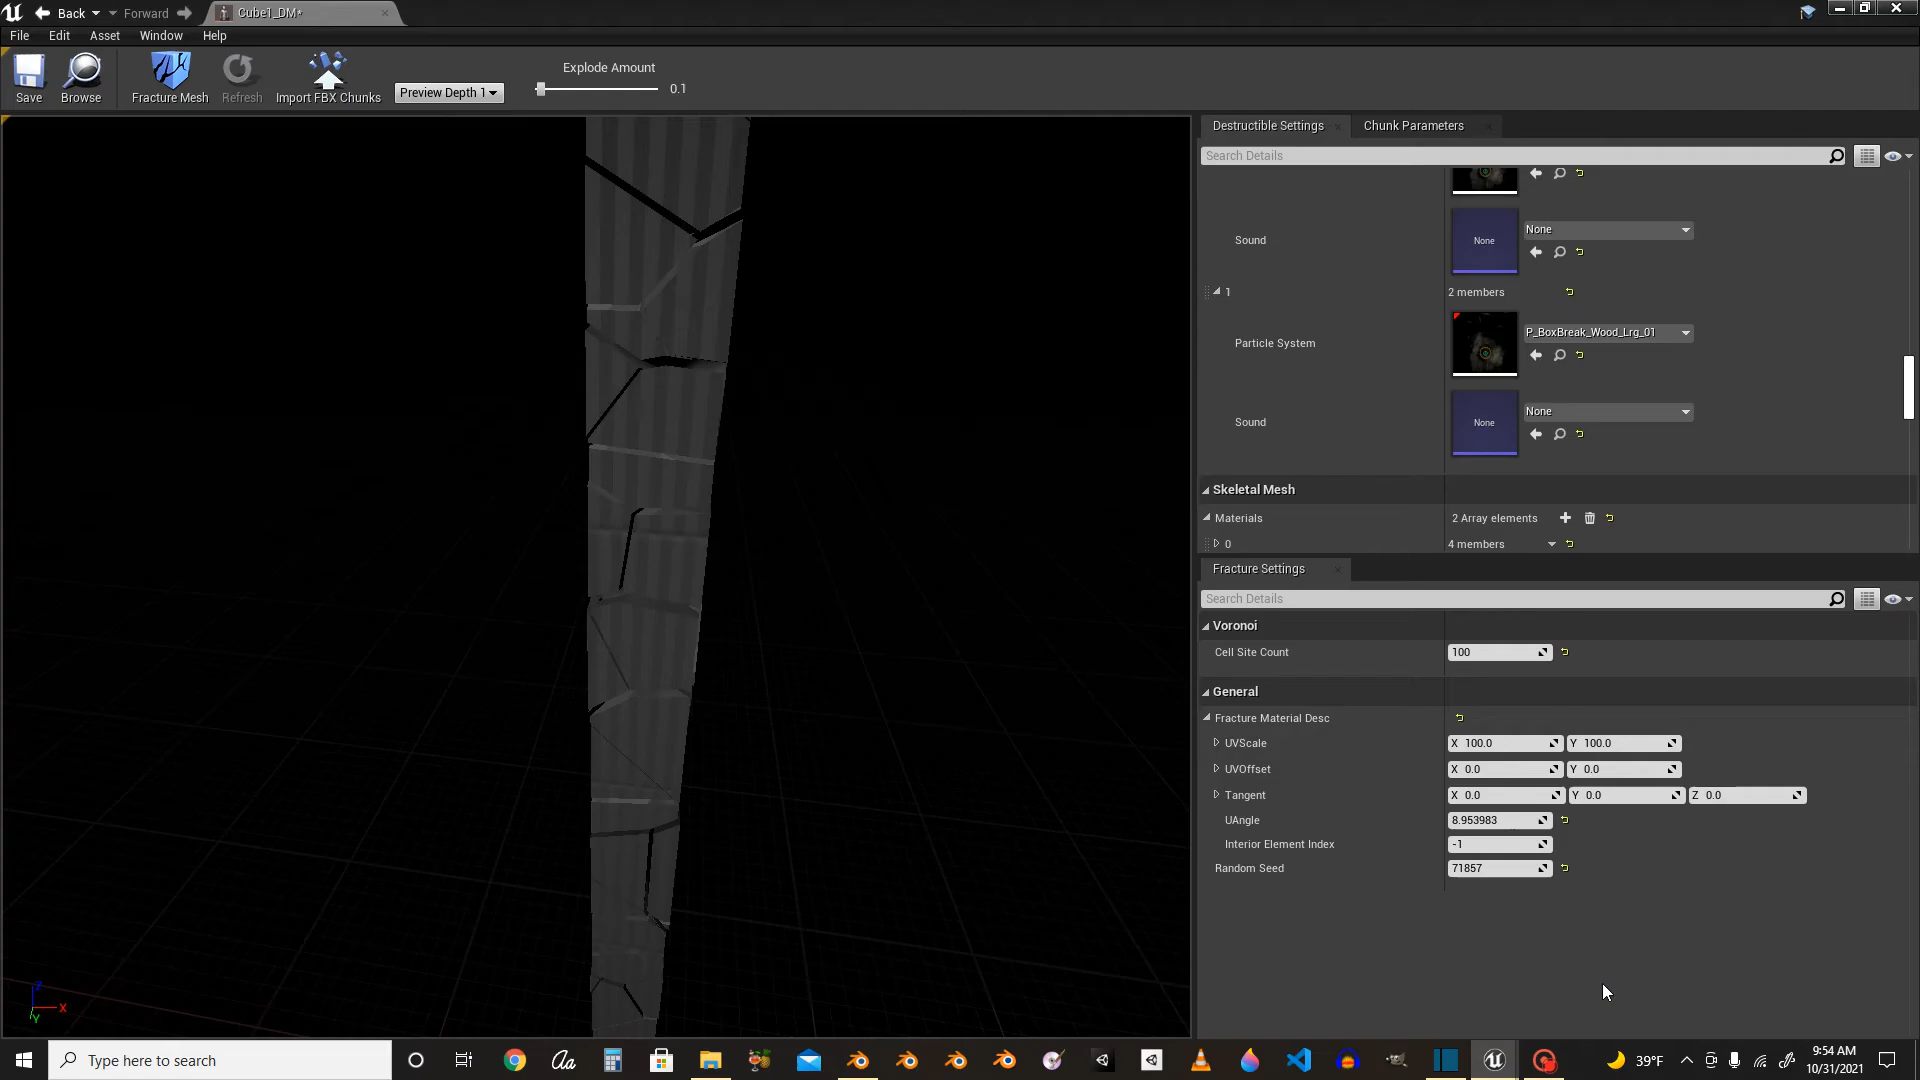 Back
Forward
Cube1_DM*
File Edit Asset Window Help
Save
Browse
Fracture Mesh
Refresh
Import FBX Chunks
Preview Depth 1
Explode Amount
0.1
Destructible Settings
Chunk Parameters
Search Details
Sound
None
None
1
2 members
Particle System
P_BoxBreak_Wood_Lrg_01
Sound
None
None
Skeletal Mesh
Materials
2 Array elements
0
4 members
Fracture Settings
Search Details
Voronoi
Cell Site Count
100
General
Fracture Material Desc
UVScale
X 100.0
Y 100.0
UVOffset
X 0.0
Y 0.0
Tangent
X 0.0
Y 0.0
Z 0.0
UAngle
8.953983
Interior Element Index
-1
Random Seed
71857
Z
X
Y
Type here to search
Aa
39°F
9:54 AM
10/31/2021